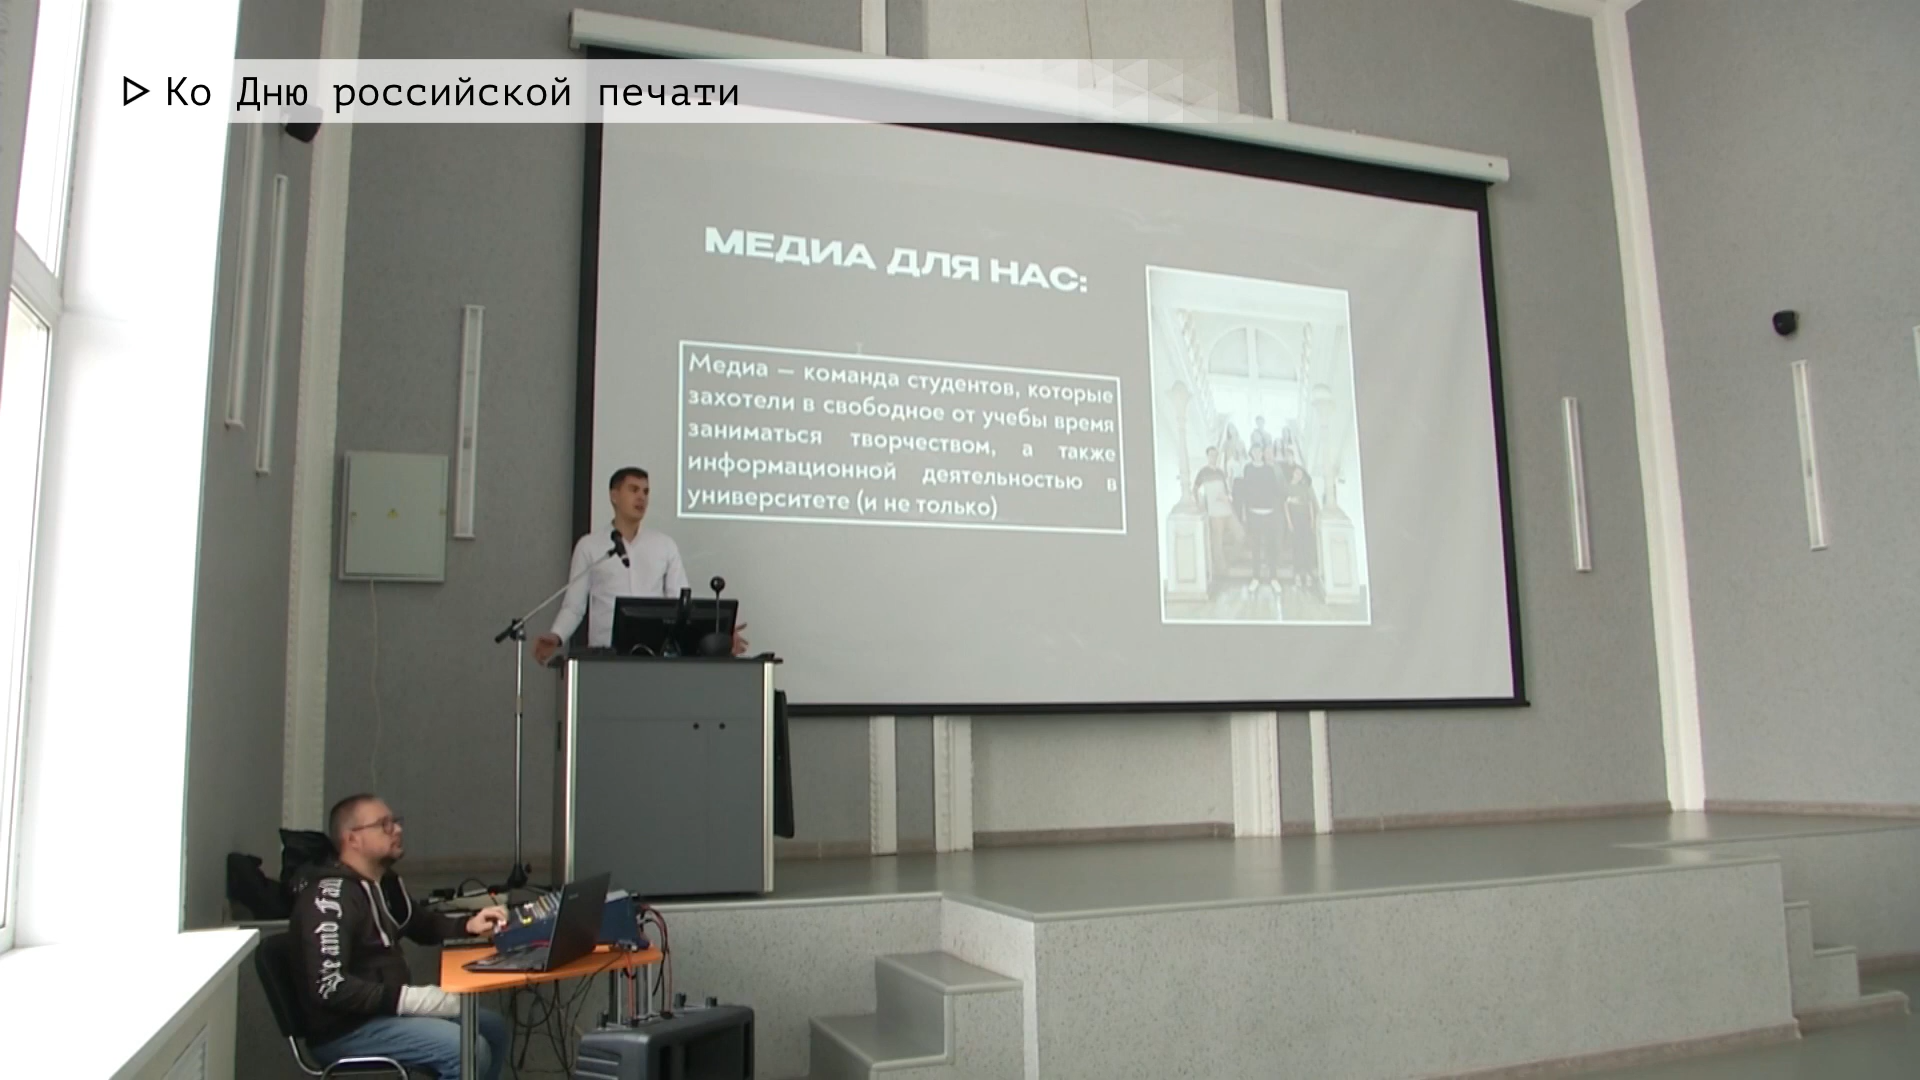 Ко Дню российской печати
МЕДИА ДЛЯ НАС:
Медиа — команда студентов, которые
захотели в свободное от учебы время
заниматься творчеством, а также
информационной деятельностью в
университете (и не только)
and